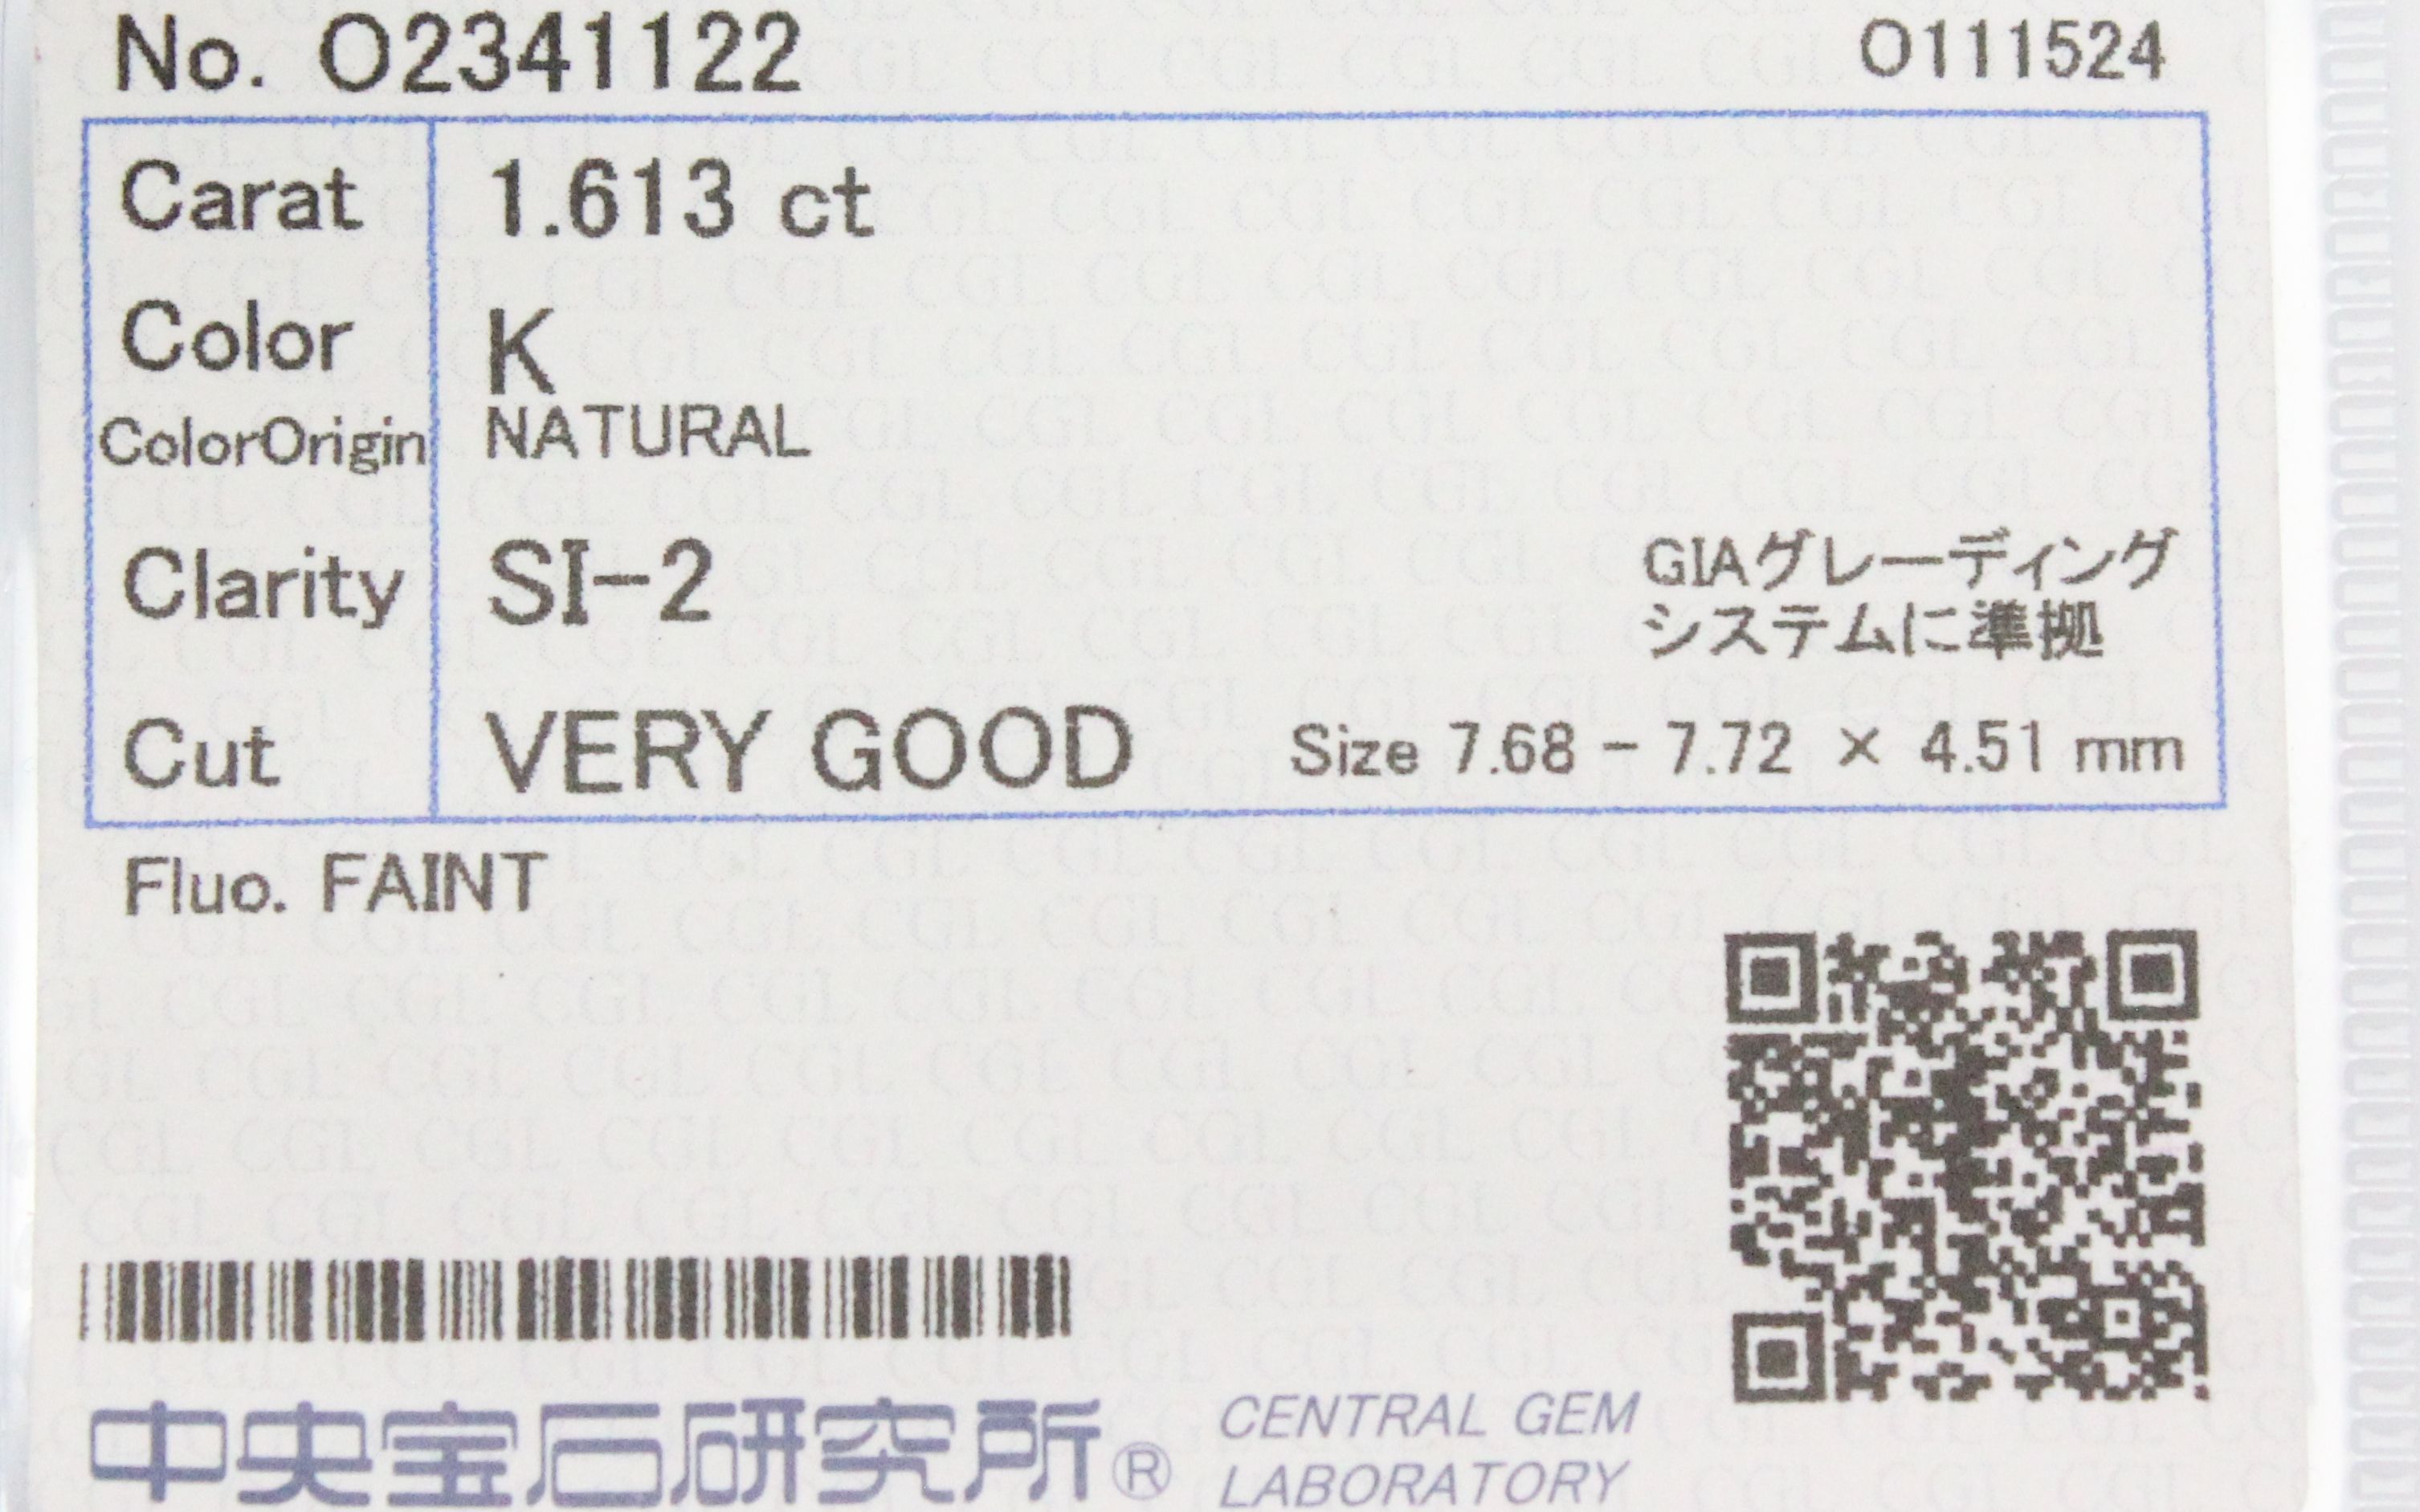 No. O2341122
O111524
Carat 1.613 ct
Color K
ColorOrigin NATURAL
Clarity SI-2
GIAグレーディング
システムに準拠
Cut VERY GOOD Size 7.68 - 7.72 × 4.51 mm
Fluo. FAINT
中央宝石研究所® CENTRAL GEM
LABORATORY